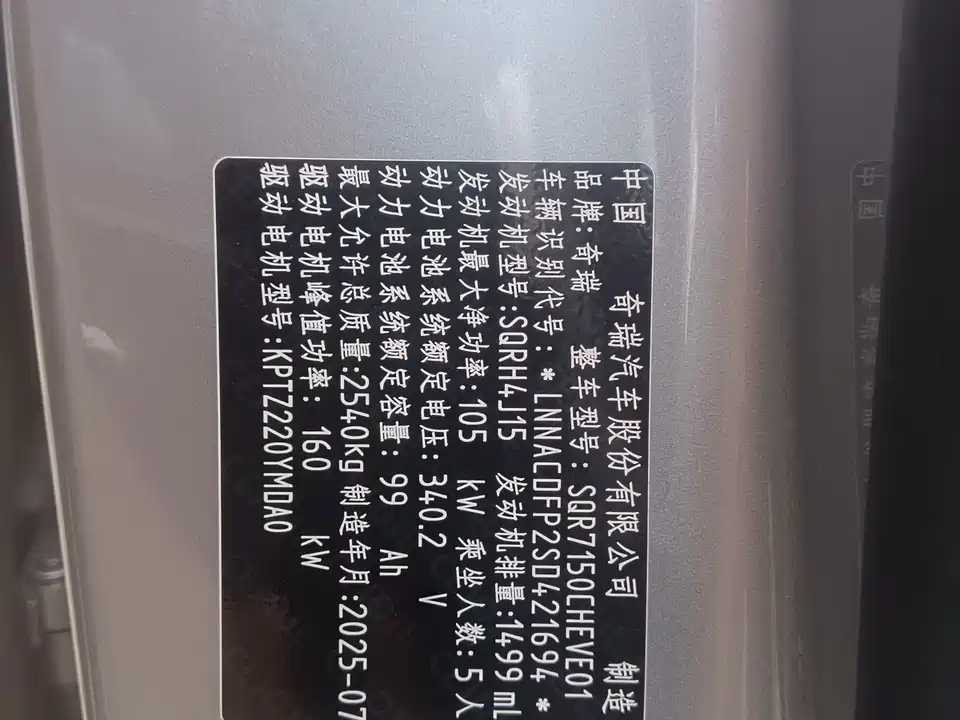 中国 奇瑞汽车股份有限公司 制造
品牌:奇瑞 整车型号:SQR7150CHEVE01
车辆识别代号:*LNNACDFP2SD421694*
发动机型号:SQRH4J15 发动机排量:1499mL
发动机最大净功率:105 kW 乘坐人数:5人
动力电池系统额定电压:340.2 V
动力电池系统额定容量:99 Ah
最大允许总质量:2540kg 制造年月:2025-07
驱动电机峰值功率:160 kW
驱动电机型号:KPTZ220YMDA0